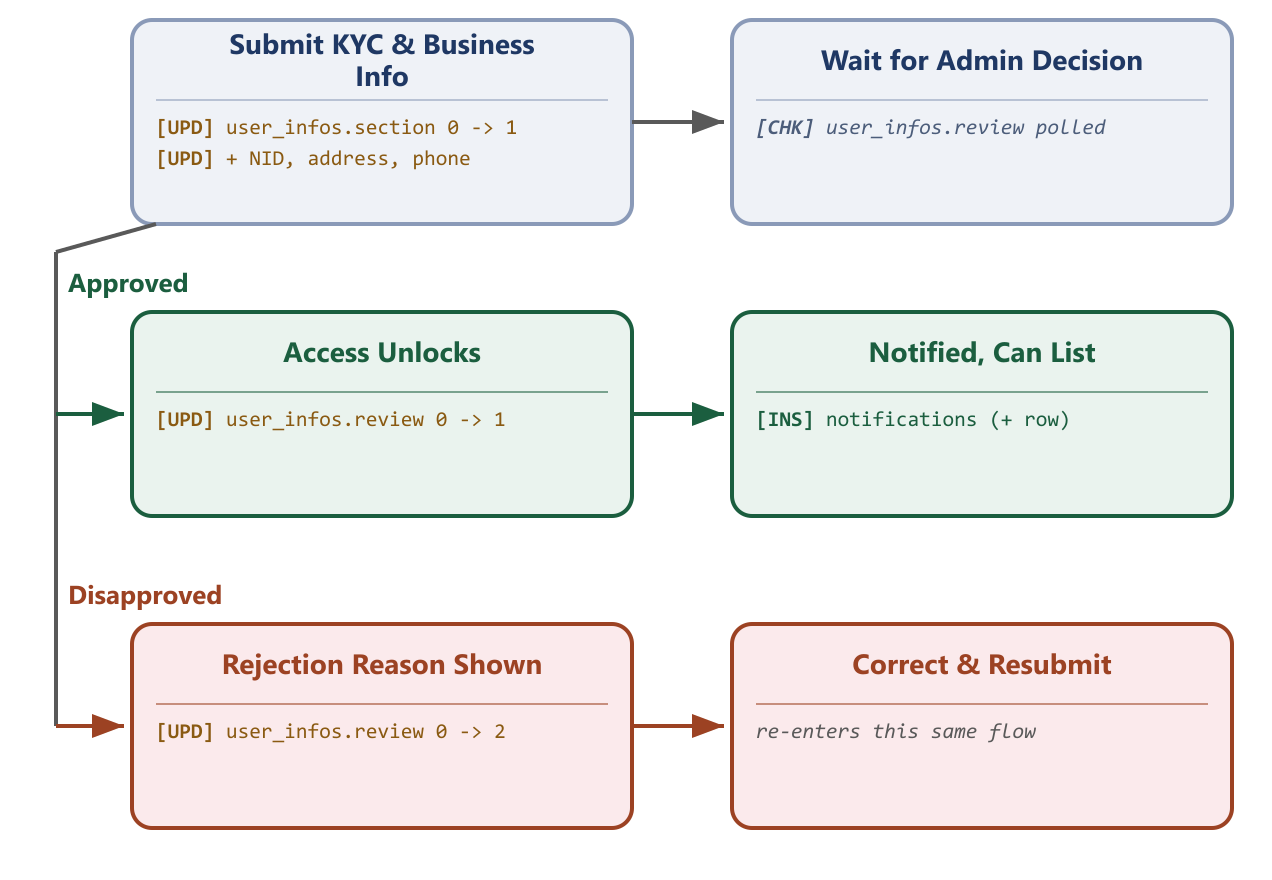 Submit KYC & Business
Info
[UPD] user_infos.section 0 -> 1
[UPD] + NID, address, phone
Wait for Admin Decision
[CHK] user_infos.review polled
Approved
Access Unlocks
[UPD] user_infos.review 0 -> 1
Notified, Can List
[INS] notifications (+ row)
Disapproved
Rejection Reason Shown
[UPD] user_infos.review 0 -> 2
Correct & Resubmit
re-enters this same flow